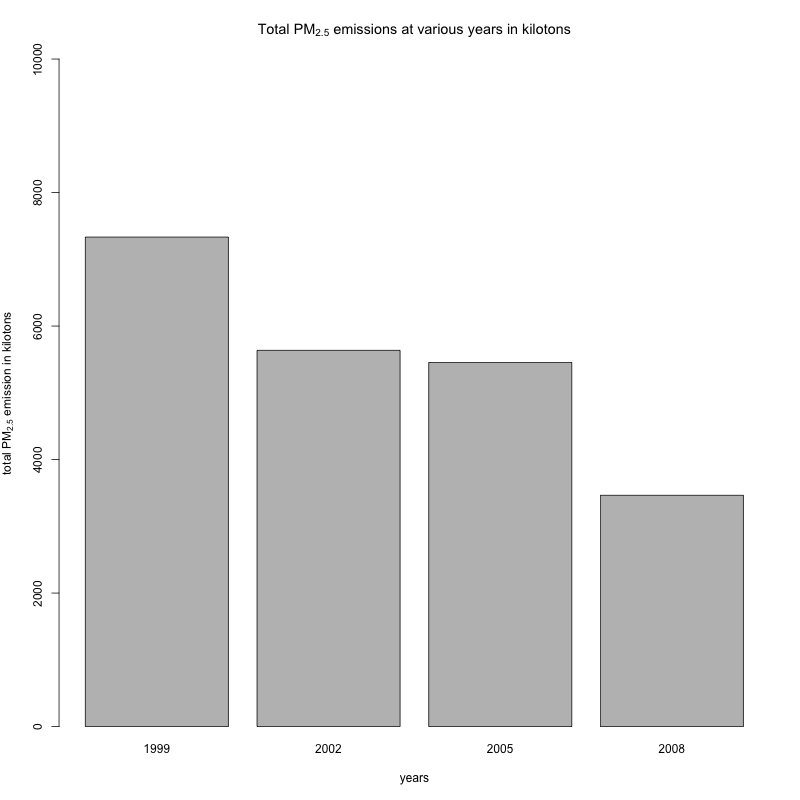 Total PM2.5 emissions at various years in kilotons
10000
8000
6000
4000
2000
0
total PM2.5 emission in kilotons
1999 2002 2005 2008
years